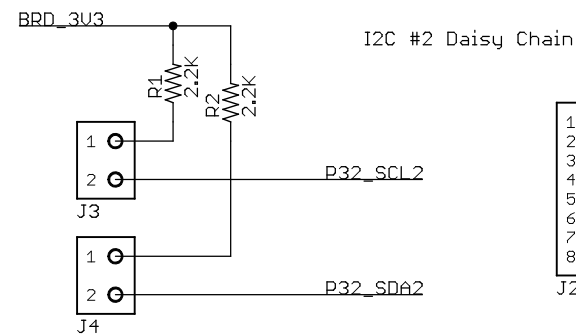 BRD_3V3
I2C #2 Daisy Chain
R1
2.2K
R2
2.2K
1
2
P32_SCL2
J3
1
2
P32_SDA2
J4
1
2
3
4
5
6
7
8
J2